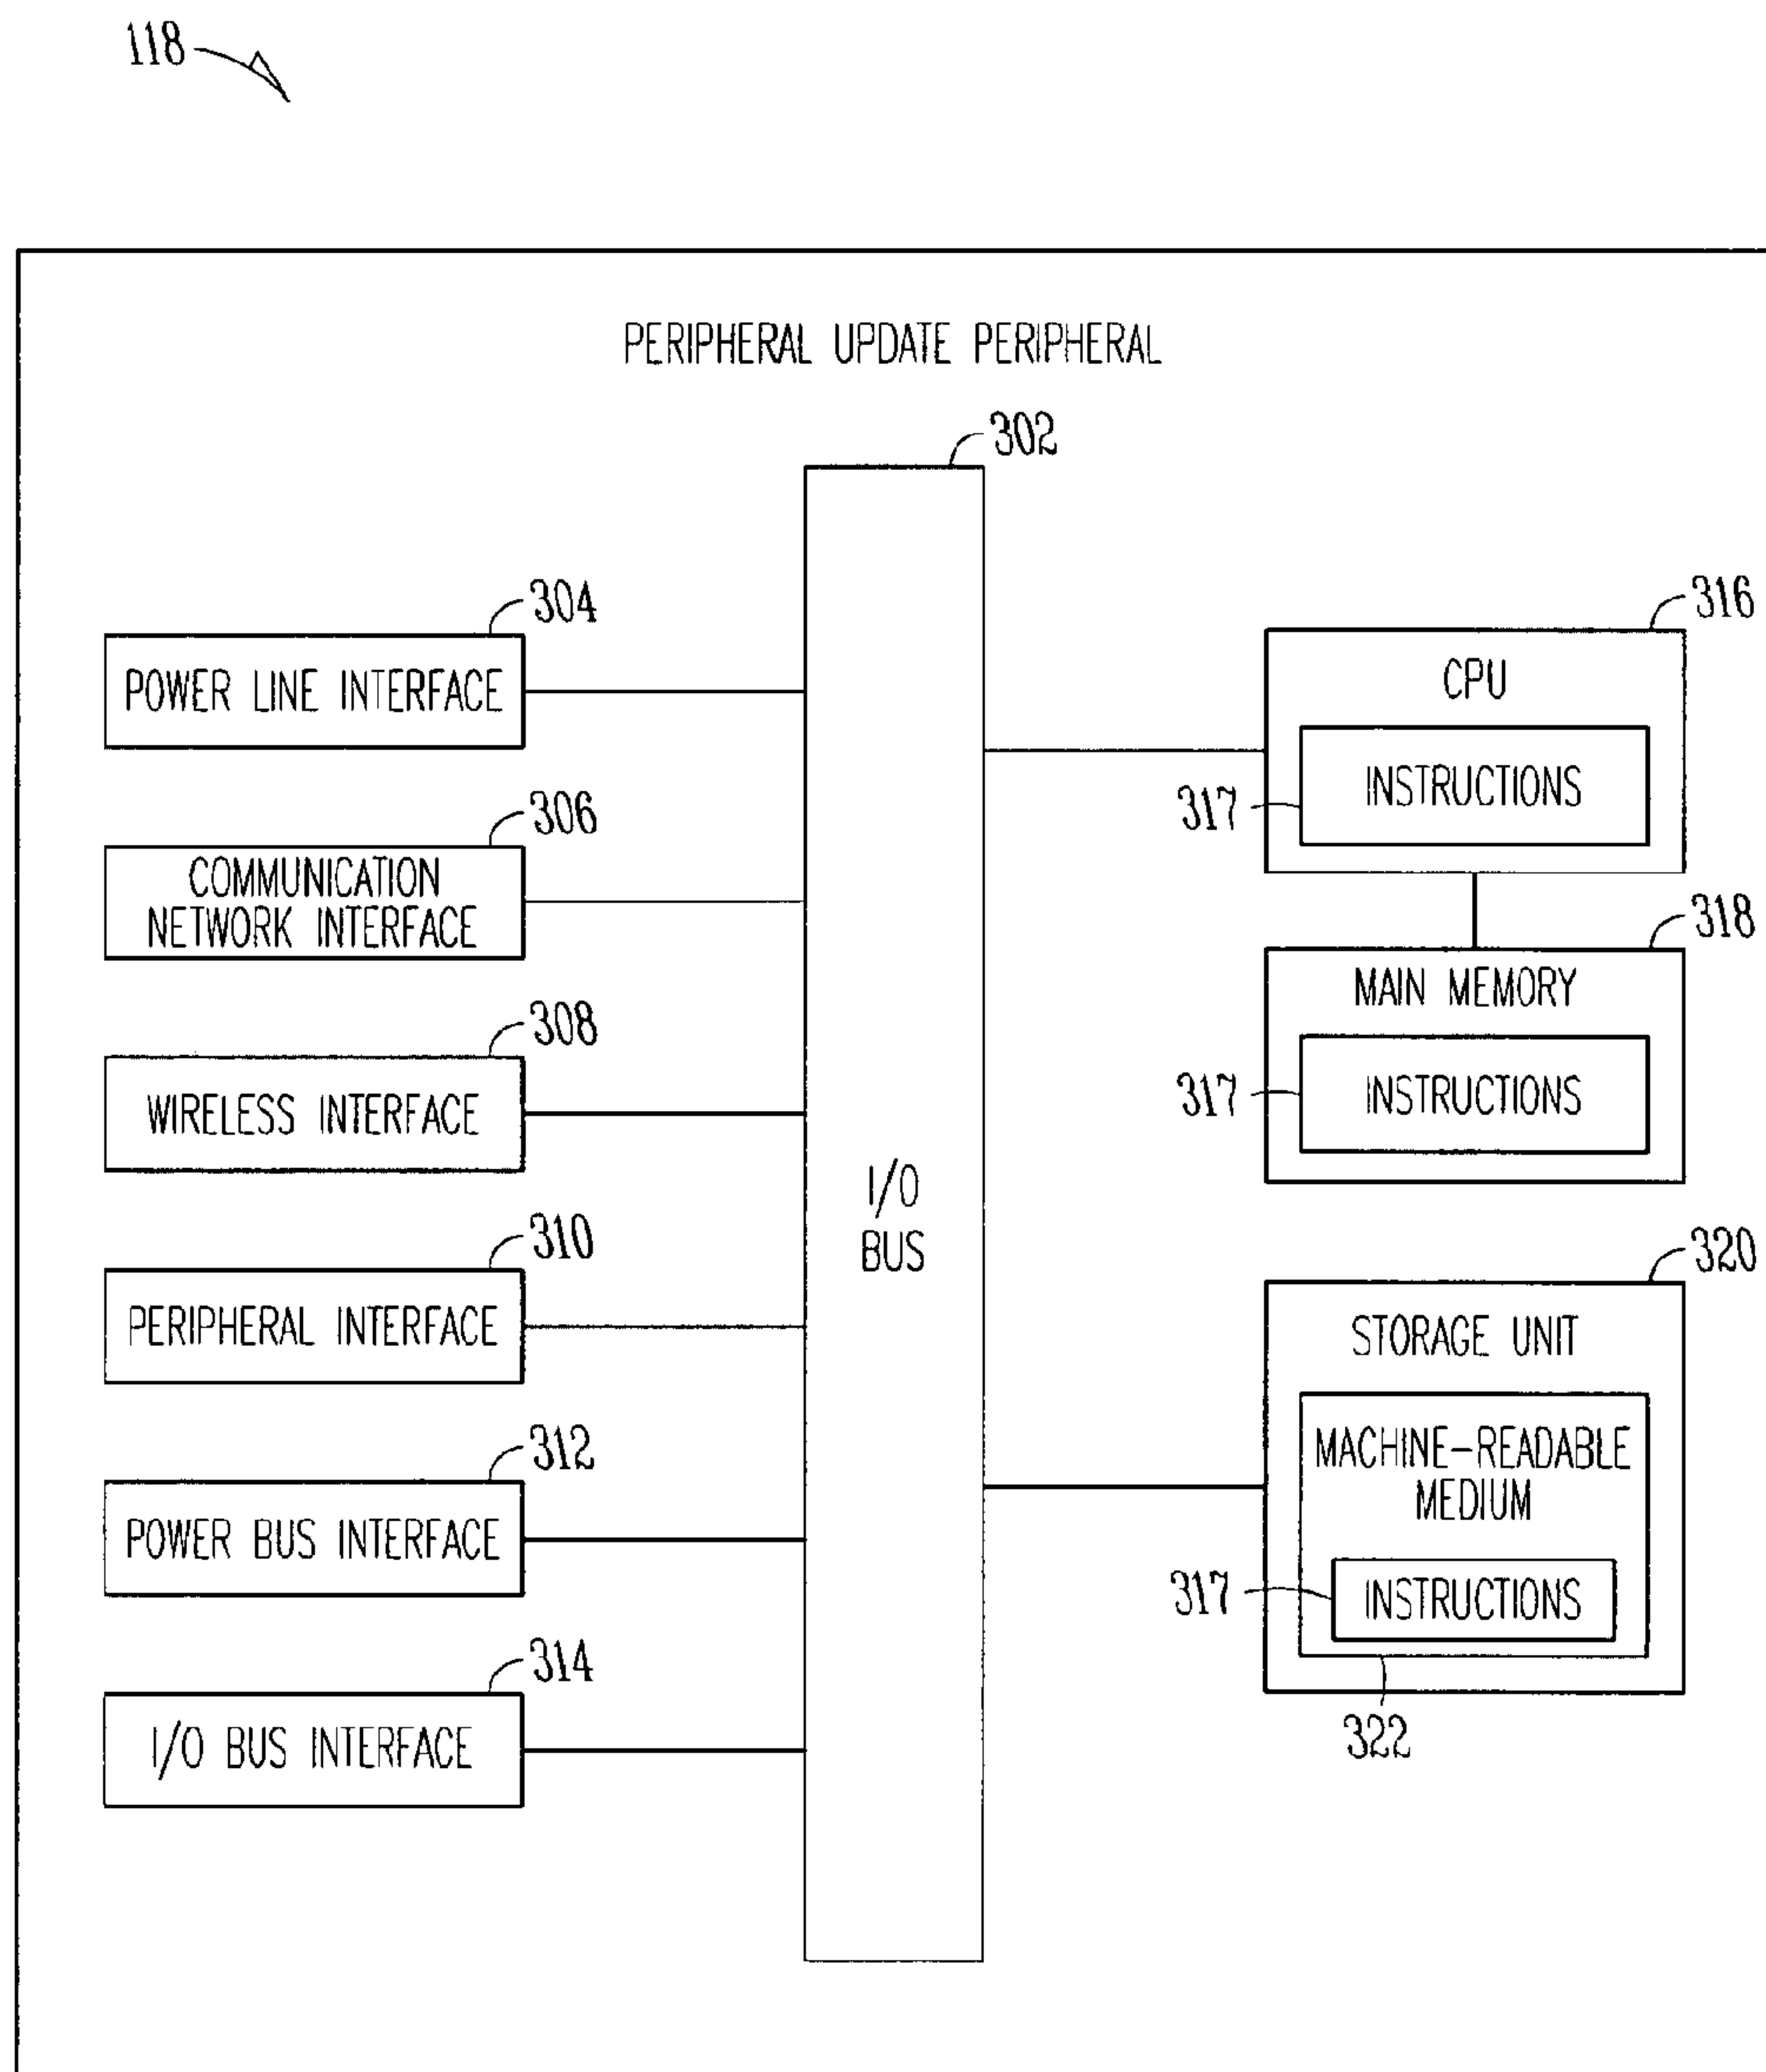 118
PERIPHERAL UPDATE PERIPHERAL
302
304
POWER LINE INTERFACE
306
COMMUNICATION
NETWORK INTERFACE
308
WIRELESS INTERFACE
310
PERIPHERAL INTERFACE
312
POWER BUS INTERFACE
314
I/O BUS INTERFACE
I/O
BUS
316
CPU
317
INSTRUCTIONS
318
MAIN MEMORY
317
INSTRUCTIONS
320
STORAGE UNIT
MACHINE-READABLE
MEDIUM
317
INSTRUCTIONS
322